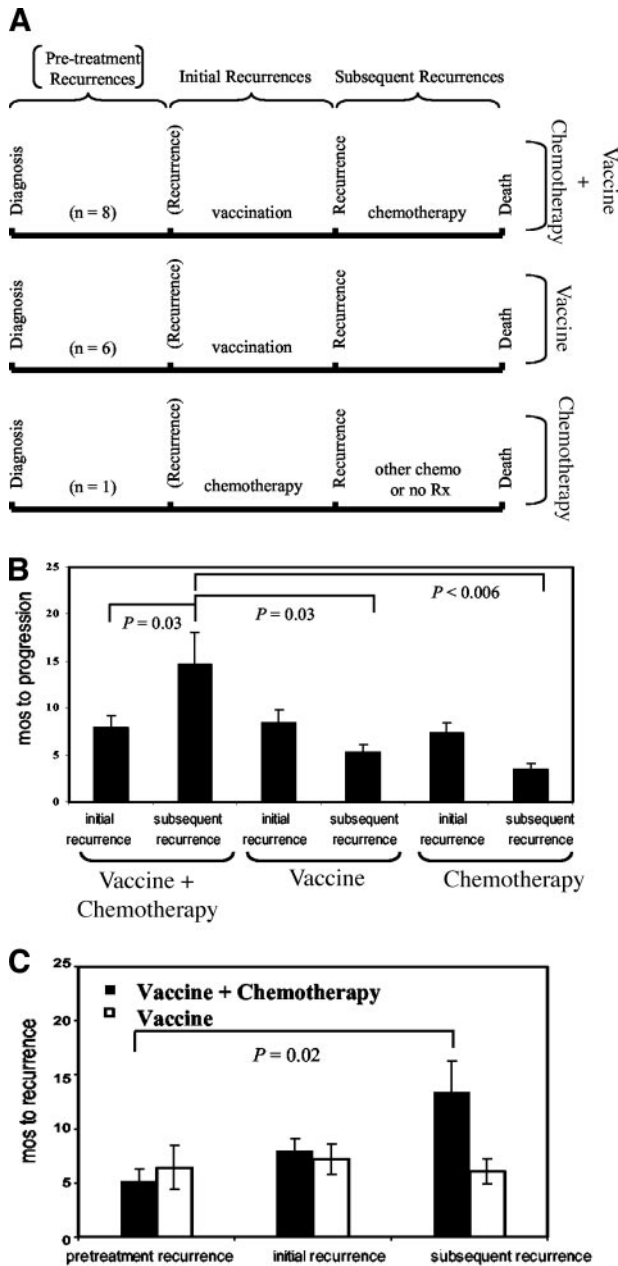 A
Pre-treatment
Recurrences
Initial Recurrences
Subsequent Recurrences
Diagnosis
(n = 8)
(Recurrence)
vaccination
Recurrence
chemotherapy
Death
Vaccine
+
Chemotherapy
Diagnosis
(n = 6)
(Recurrence)
vaccination
Recurrence
Death
Vaccine
Diagnosis
(n = 1)
(Recurrence)
chemotherapy
Recurrence
other chemo
or no Rx
Death
Chemotherapy
B
mos to progression
25
20
15
10
5
0
P = 0.03
P = 0.03
P < 0.006
initial
recurrence
subsequent
recurrence
initial
recurrence
subsequent
recurrence
initial
recurrence
subsequent
recurrence
Vaccine +
Chemotherapy
Vaccine
Chemotherapy
C
mos to recurrence
25
20
15
10
5
0
Vaccine + Chemotherapy
Vaccine
P = 0.02
pretreatment recurrence
initial recurrence
subsequent recurrence